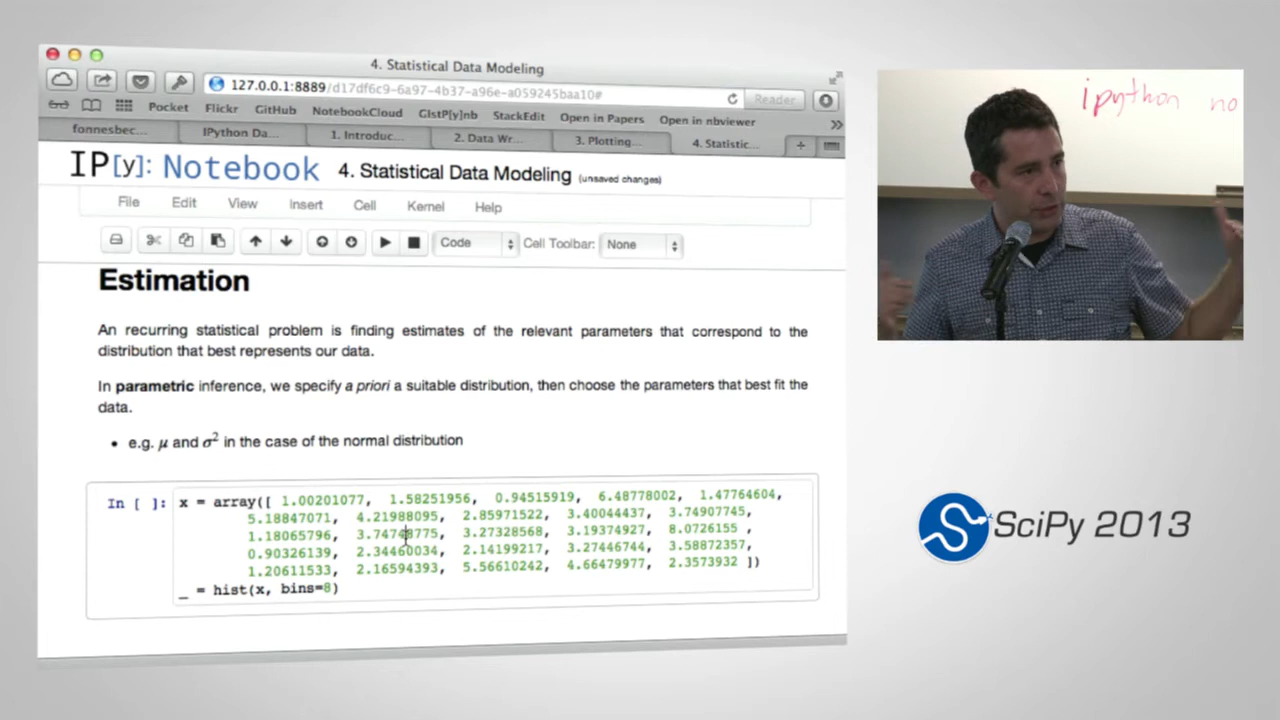 4. Statistical Data Modeling
127.0.0.1:8889/d17df6c9-6a97-4b37-a96e-a059245baa10#
Reader
Pocket Flickr GitHub NotebookCloud GIstP[y]nb StackEdit Open in Papers Open in nbviewer
fonnesbec... IPython Da... 1. Introduc... 2. Data Wr... 3. Plotting... 4. Statistic...
IP[y]: Notebook 4. Statistical Data Modeling (unsaved changes)
File Edit View Insert Cell Kernel Help
Code Cell Toolbar: None
Estimation
An recurring statistical problem is finding estimates of the relevant parameters that correspond to the
distribution that best represents our data.
In parametric inference, we specify a priori a suitable distribution, then choose the parameters that best fit the
data.
• e.g. μ and σ² in the case of the normal distribution
In [ ]: x = array([ 1.00201077, 1.58251956, 0.94515919, 6.48778002, 1.47764604,
5.18847071, 4.21988095, 2.85971522, 3.40044437, 3.74907745,
1.18065796, 3.74748775, 3.27328568, 3.19374927, 8.0726155 ,
0.90326139, 2.34460034, 2.14199217, 3.27446744, 3.58872357,
1.20611533, 2.16594393, 5.56610242, 4.66479977, 2.3573932 ])
_ = hist(x, bins=8)
ipython no
SciPy 2013